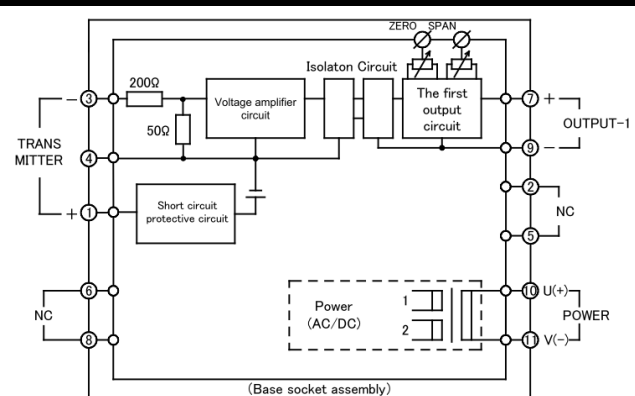 ZERO SPAN
Isolaton Circuit
200Ω
50Ω
Voltage amplifier
circuit
The first
output
circuit
3
−
4
TRANS
MITTER
1
+
Short circuit
protective circuit
7
+
OUTPUT-1
9
−
2
NC
5
6
NC
8
Power
(AC/DC)
1
2
10 U(+)
POWER
11 V(−)
(Base socket assembly)